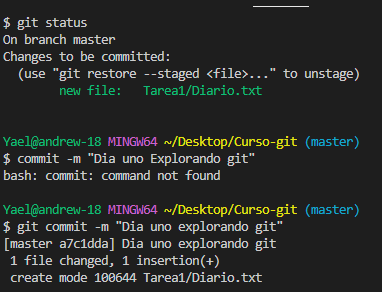 $ git status
On branch master
Changes to be committed:
  (use "git restore --staged <file>..." to unstage)
        new file:   Tarea1/Diario.txt
Yael@andrew-18 MINGW64 ~/Desktop/Curso-git (master)
$ commit -m "Dia uno Explorando git"
bash: commit: command not found
Yael@andrew-18 MINGW64 ~/Desktop/Curso-git (master)
$ git commit -m "Dia uno explorando git"
[master a7c1dda] Dia uno explorando git
 1 file changed, 1 insertion(+)
 create mode 100644 Tarea1/Diario.txt